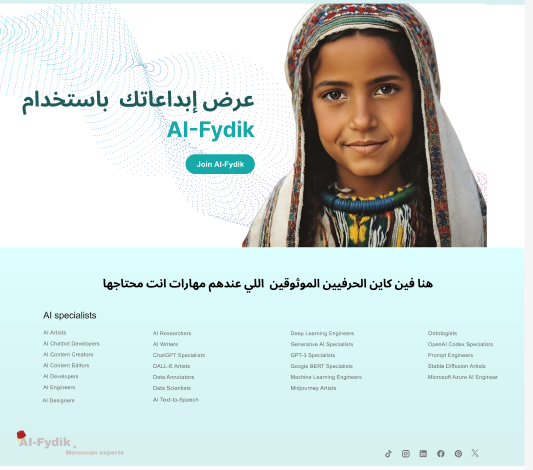 عرض إبداعاتك باستخدام
AI-Fydik
Join AI-Fydik
هنا فين كاين الحرفيين الموثوقين اللي عندهم مهارات انت محتاجها
AI specialists
AI Artists
AI Chatbot Developers
AI Content Creators
AI Content Editors
AI Developers
AI Engineers
AI Designers
AI Researchers
AI Writers
ChatGPT Specialists
DALL-E Artists
Data Annotators
Data Scientists
AI Text-to-Speech
Deep Learning Engineers
Generative AI Specialists
GPT-3 Specialists
Google BERT Specialists
Machine Learning Engineers
Midjourney Artists
Ontologists
OpenAI Codex Specialists
Prompt Engineers
Stable Diffusion Artists
Microsoft Azure AI Engineer
AI-Fydik
Moroccan experts